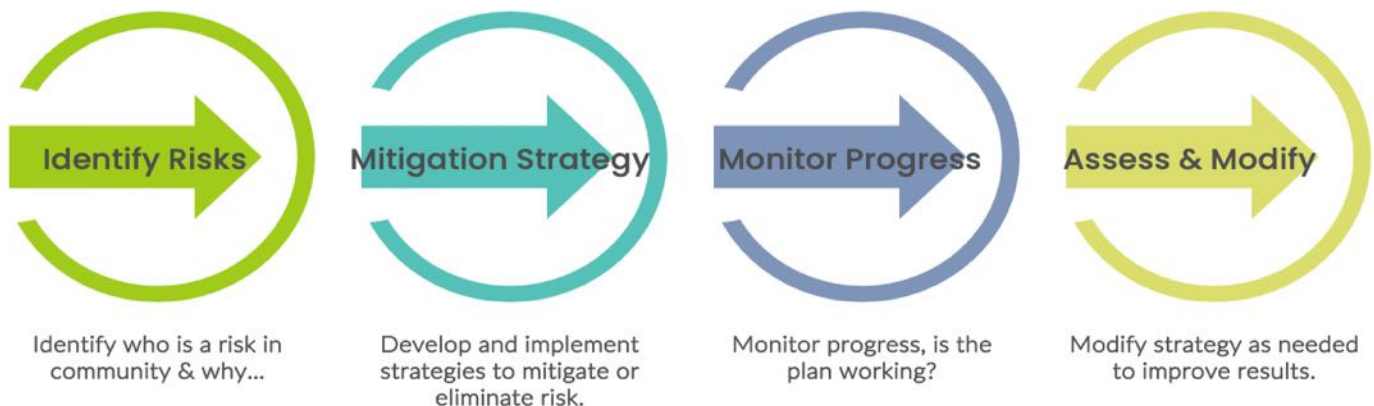 Identify Risks
Identify who is a risk in
community & why...
Mitigation Strategy
Develop and implement
strategies to mitigate or
eliminate risk.
Monitor Progress
Monitor progress, is the
plan working?
Assess & Modify
Modify strategy as needed
to improve results.